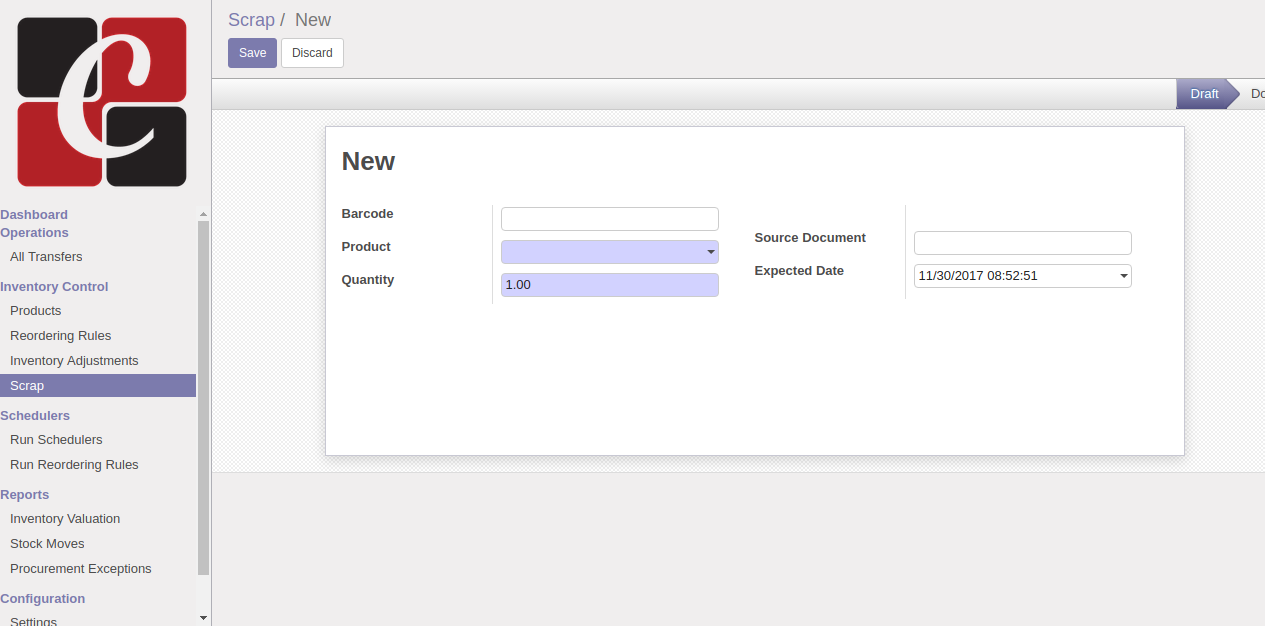 C
Dashboard
Operations
All Transfers
Inventory Control
Products
Reordering Rules
Inventory Adjustments
Scrap
Schedulers
Run Schedulers
Run Reordering Rules
Reports
Inventory Valuation
Stock Moves
Procurement Exceptions
Configuration
Settings
Scrap / New
Save Discard
Draft Do
New
Barcode
Product
Quantity 1.00
Source Document
Expected Date 11/30/2017 08:52:51